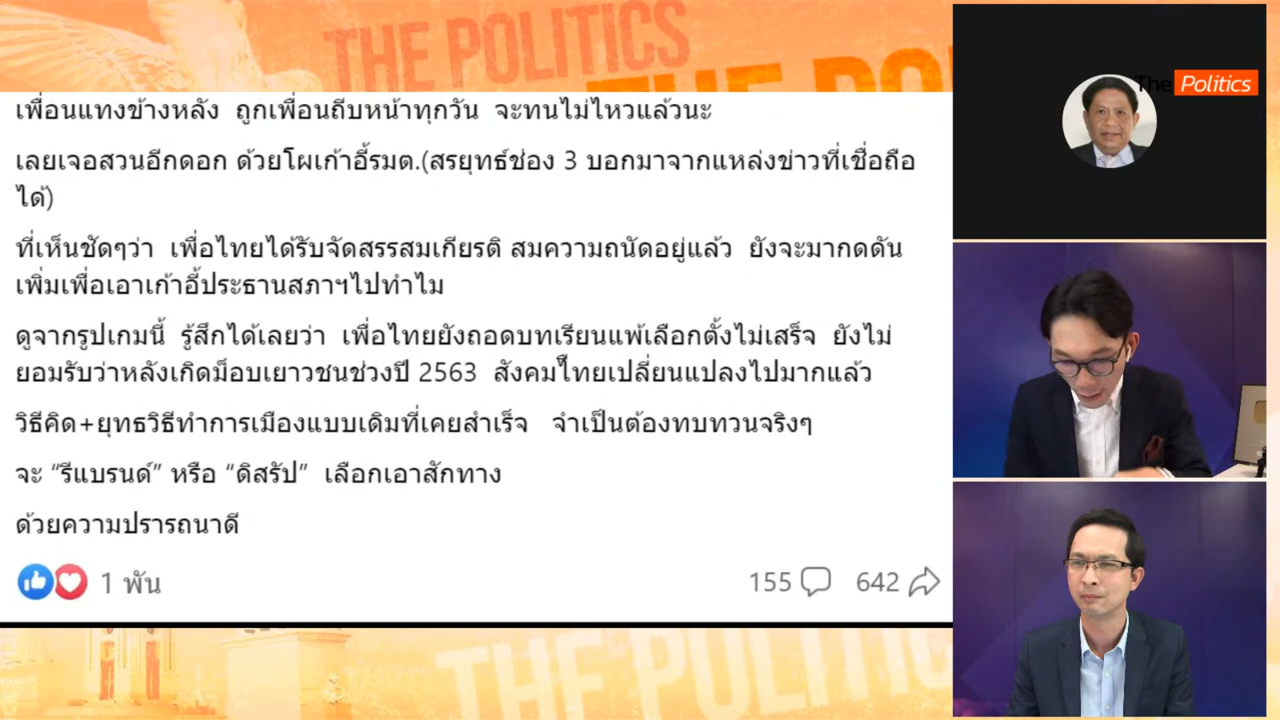 THE POLITICS
THE PO
เพื่อนแทงข้างหลัง ถูกเพื่อนถีบหน้าทุกวัน จะทนไม่ไหวแล้วนะ
เลยเจอสวนอีกดอก ด้วยโผเก้าอี้รมต.(สรยุทธ์ช่อง 3 บอกมาจากแหล่งข่าวที่เชื่อถือ
ได้)
ที่เห็นชัดๆว่า เพื่อไทยได้รับจัดสรรสมเกียรติ สมความถนัดอยู่แล้ว ยังจะมากดดัน
เพิ่มเพื่อเอาเก้าอี้ประธานสภาฯไปทำไม
ดูจากรูปเกมนี้ รู้สึกได้เลยว่า เพื่อไทยยังถอดบทเรียนแพ้เลือกตั้งไม่เสร็จ ยังไม่
ยอมรับว่าหลังเกิดม็อบเยาวชนช่วงปี 2563 สังคมไทยเปลี่ยนแปลงไปมากแล้ว
วิธีคิด+ยุทธวิธีทำการเมืองแบบเดิมที่เคยสำเร็จ จำเป็นต้องทบทวนจริงๆ
จะ “รีแบรนด์” หรือ “ดิสรัป” เลือกเอาสักทาง
ด้วยความปรารถนาดี
1 พัน 155 642
THE POLITIC
The Politics